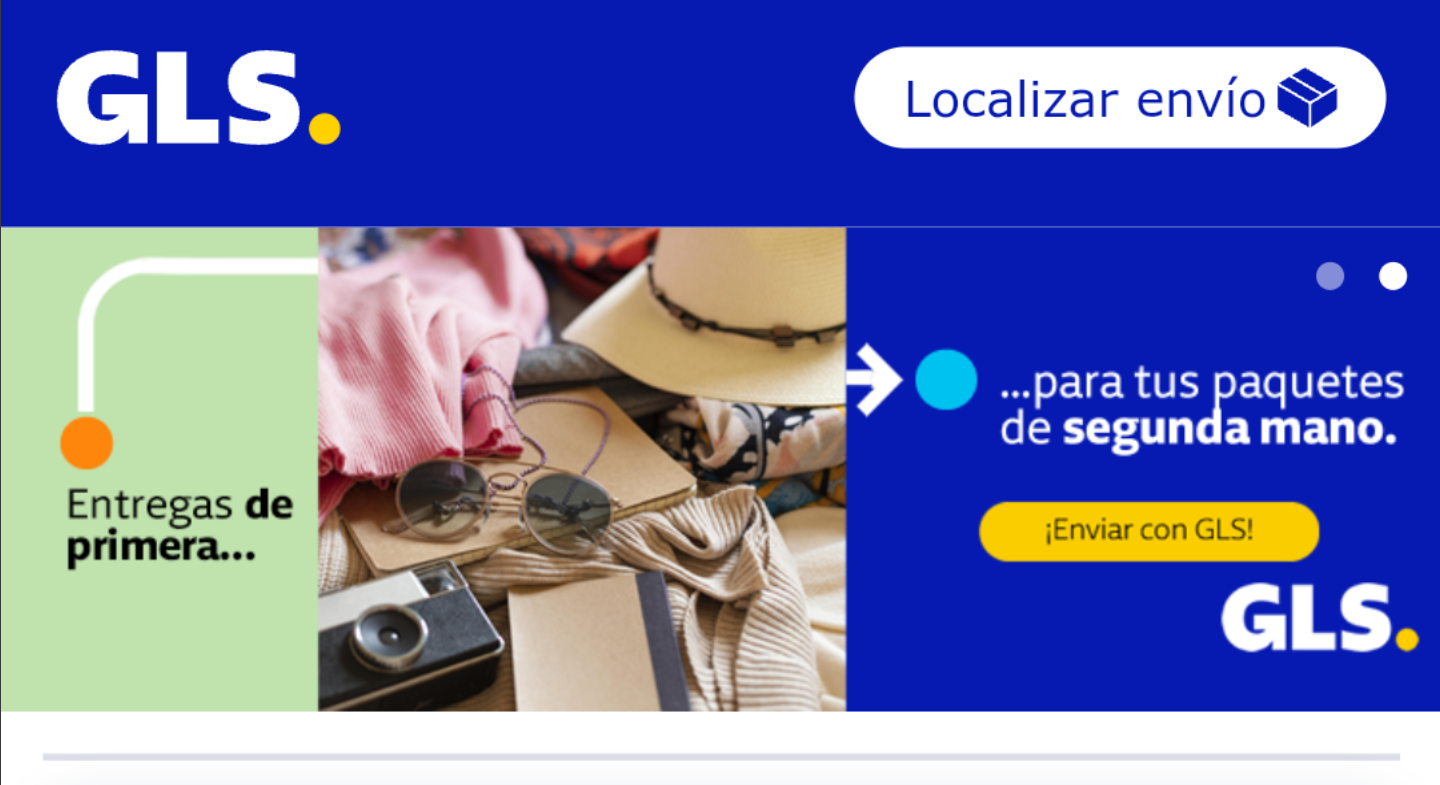 GLS.
Localizar envío
Entregas de
primera...
...para tus paquetes
de segunda mano.
¡Enviar con GLS!
GLS.